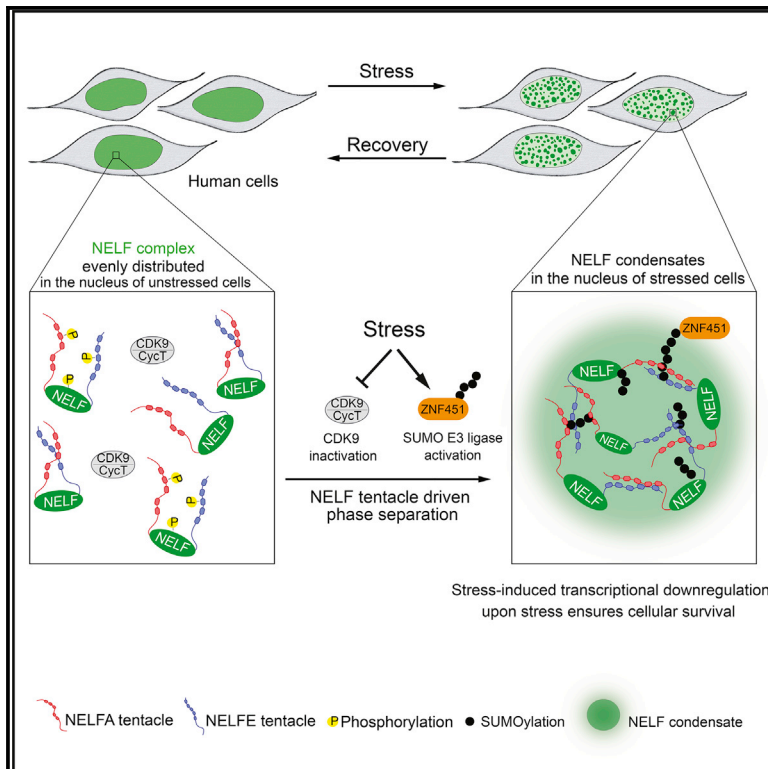 Stress
Recovery
Human cells
NELF complex
evenly distributed
in the nucleus of unstressed cells
NELF condensates
in the nucleus of stressed cells
P
P
P
NELF
CDK9
CycT
NELF
NELF
CDK9
CycT
NELF
P
P
P
NELF
Stress
CDK9
CycT
ZNF451
CDK9
inactivation
SUMO E3 ligase
activation
NELF tentacle driven
phase separation
ZNF451
NELF
NELF
NELF
NELF
NELF
NELF
Stress-induced transcriptional downregulation
upon stress ensures cellular survival
NELFA tentacle
NELFE tentacle
P Phosphorylation
SUMOylation
NELF condensate